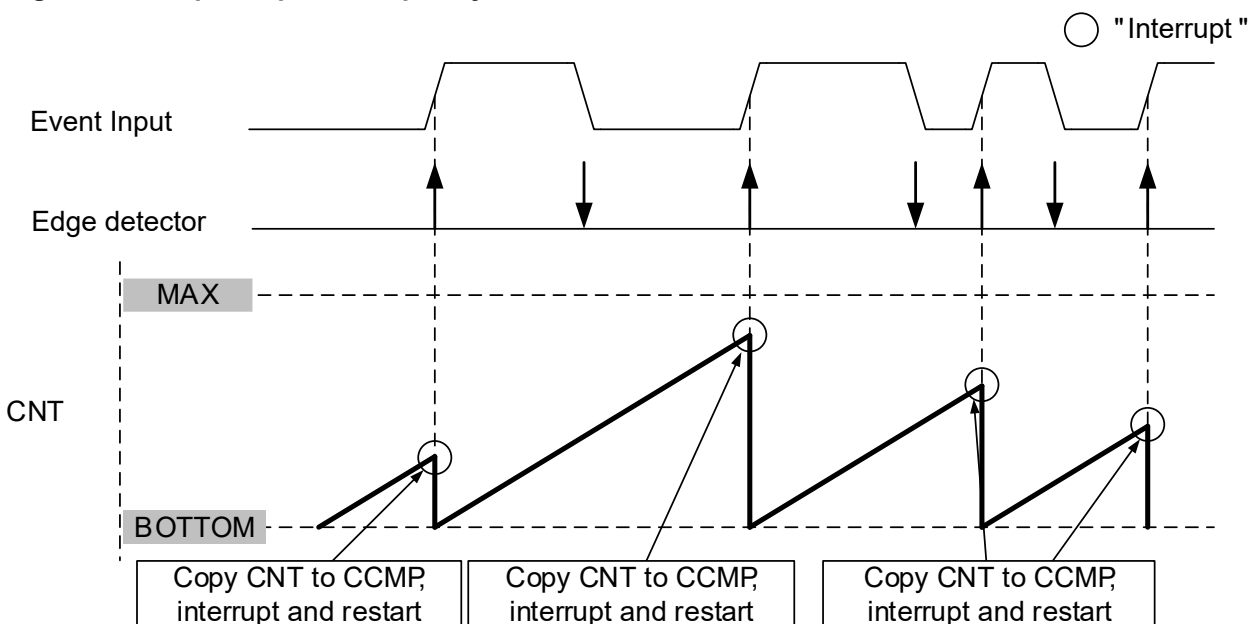 "Interrupt"
Event Input
Edge detector
MAX
CNT
BOTTOM
Copy CNT to CCMP,
interrupt and restart
Copy CNT to CCMP,
interrupt and restart
Copy CNT to CCMP,
interrupt and restart